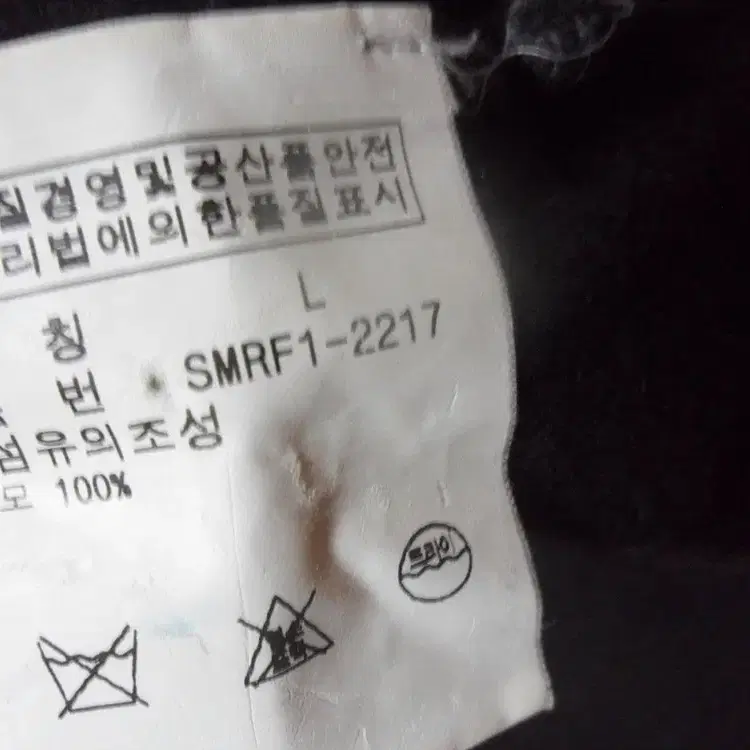 질경영및공산품안전
리법에의한품질표시
L
칭
번 SMRF1-2217
섬유의조성
모 100%
드라이